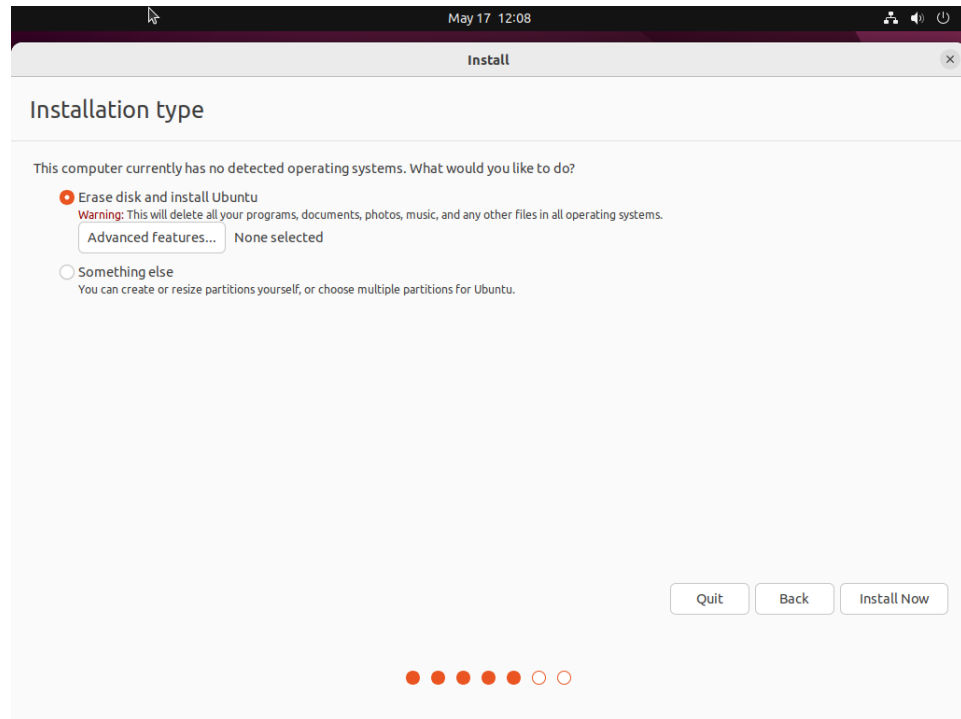 May 17 12:08
Install
Installation type
This computer currently has no detected operating systems. What would you like to do?
Erase disk and install Ubuntu
Warning: This will delete all your programs, documents, photos, music, and any other files in all operating systems.
Advanced features... None selected
Something else
You can create or resize partitions yourself, or choose multiple partitions for Ubuntu.
Quit Back Install Now